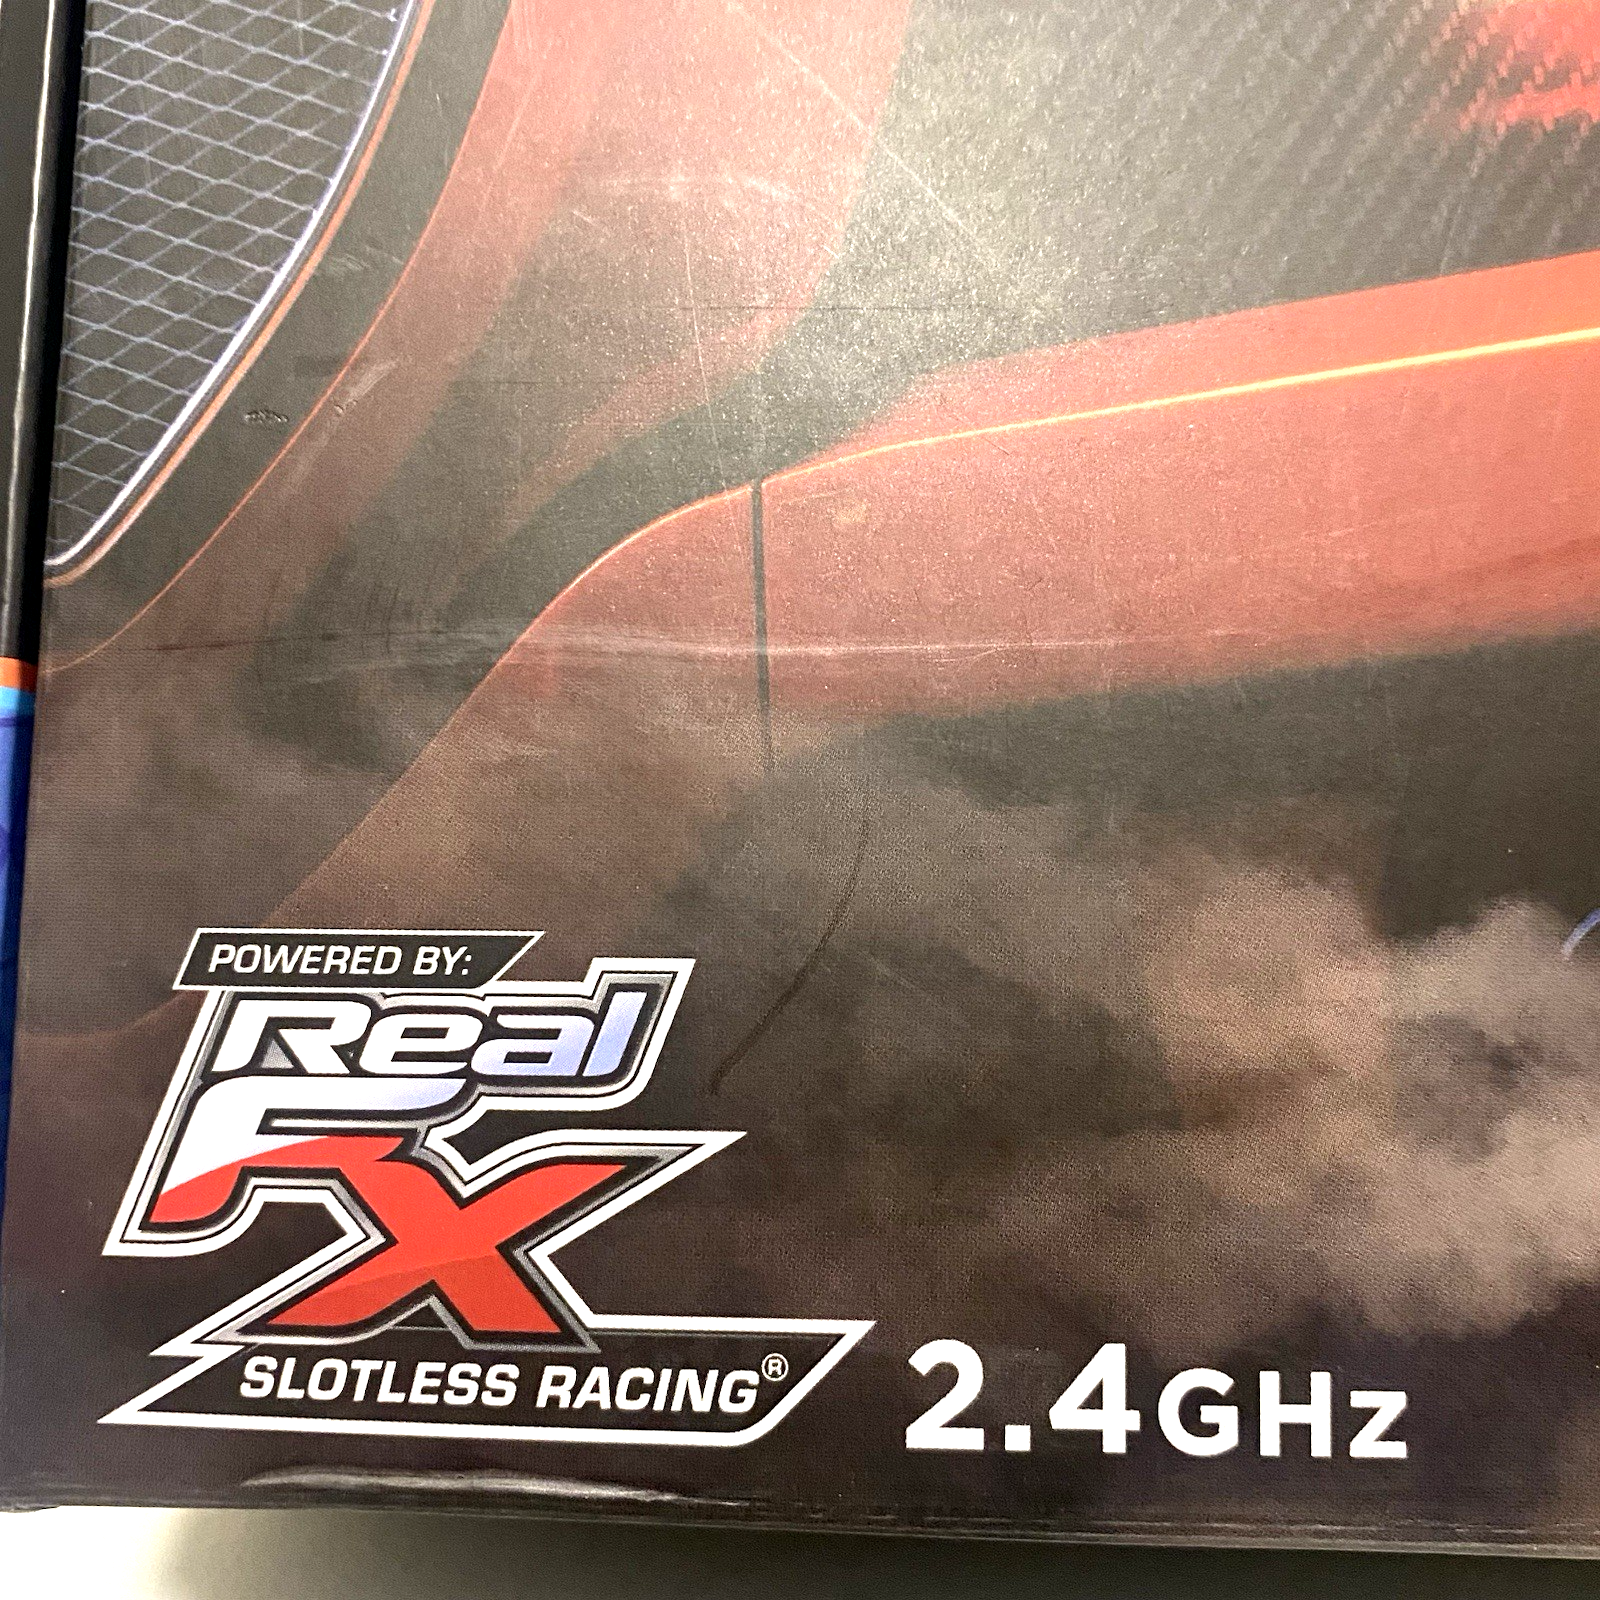 POWERED BY:
Real
FX
SLOTLESS RACING®
2.4GHz